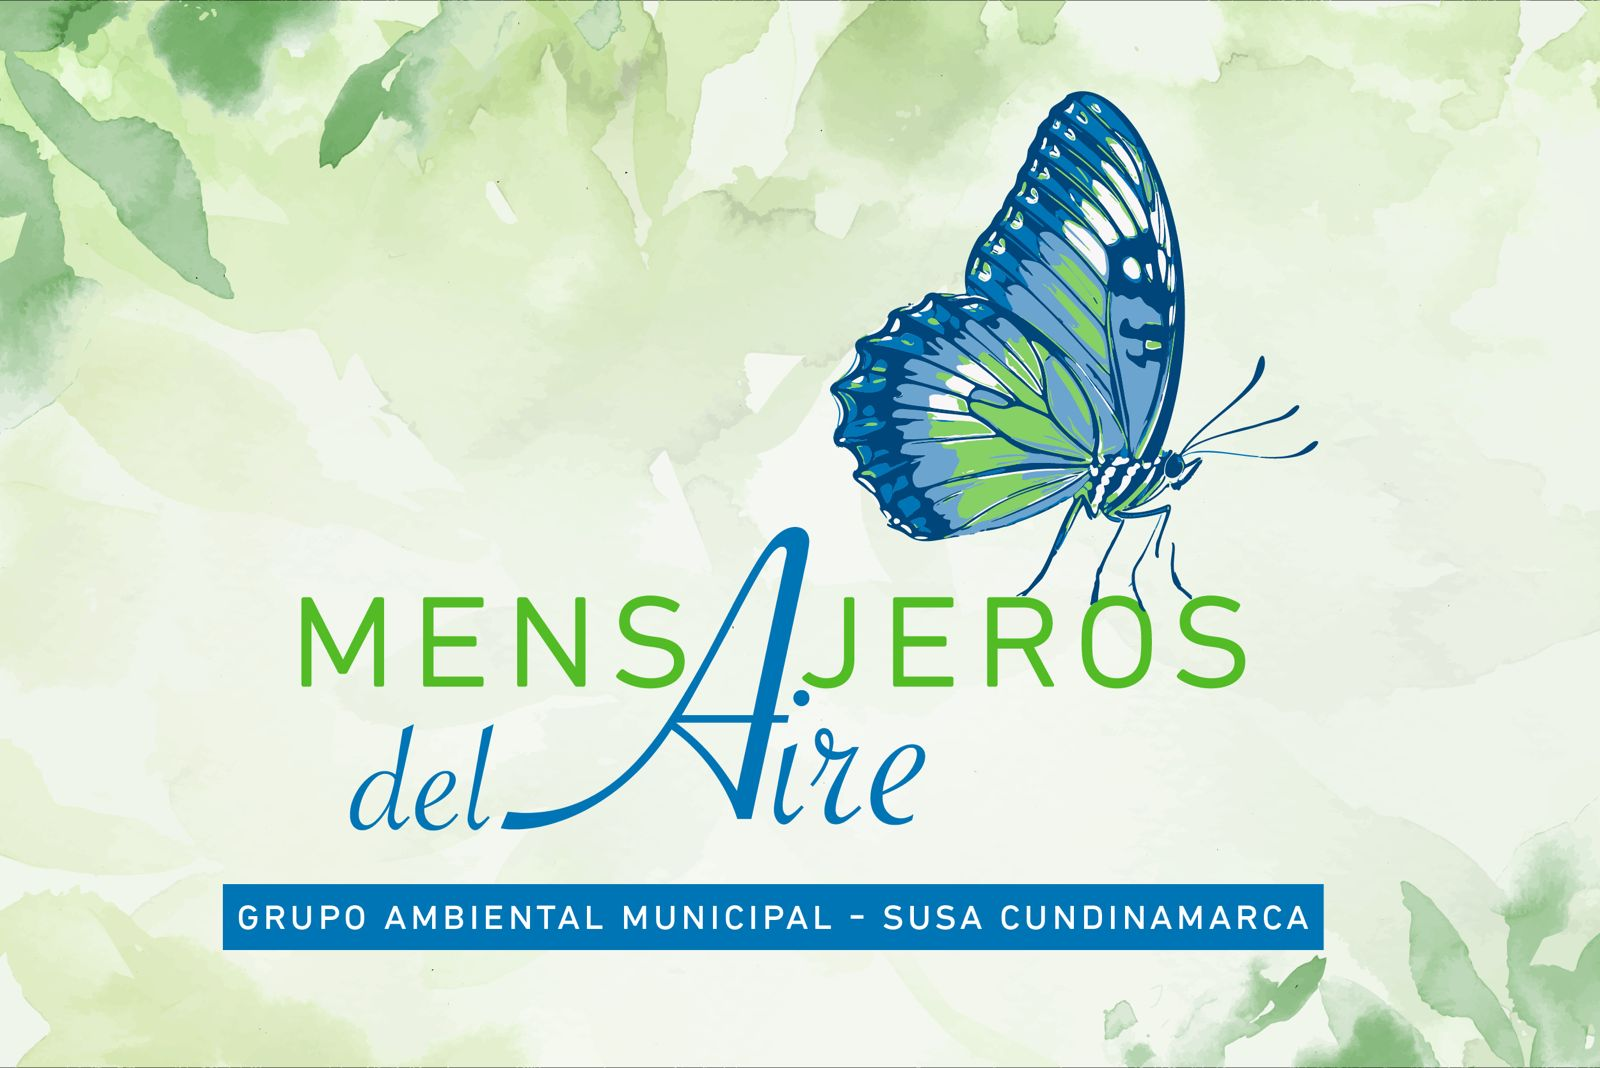 MENSAJEROS
del Aire
GRUPO AMBIENTAL MUNICIPAL - SUSA CUNDINAMARCA